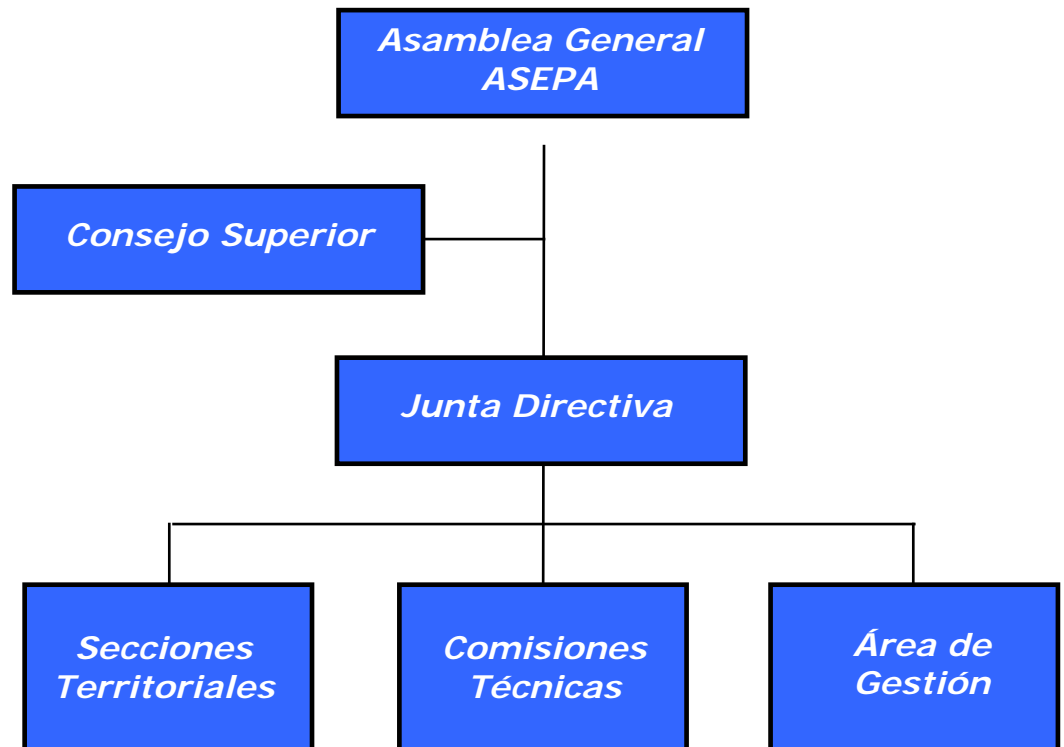 Asamblea General
ASEPA
Consejo Superior
Junta Directiva
Secciones
Territoriales
Comisiones
Técnicas
Área de
Gestión